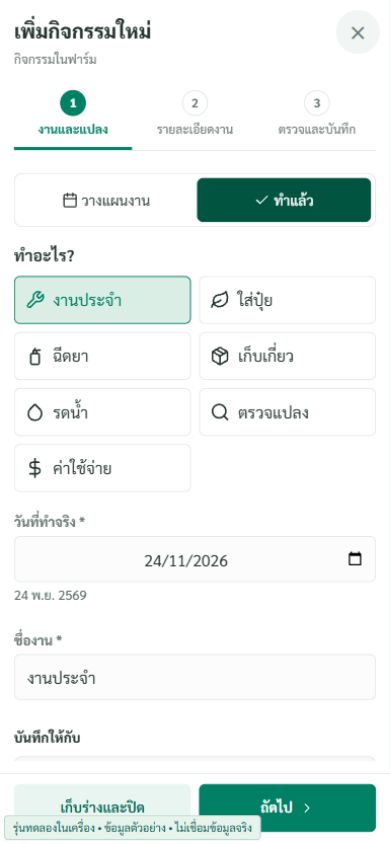 เพิ่มกิจกรรมใหม่
กิจกรรมในฟาร์ม
1 2 3
งานและแปลง รายละเอียดงาน ตรวจและบันทึก
วางแผนงาน ทำแล้ว
ทำอะไร?
งานประจำ ใส่ปุ๋ย
ฉีดยา เก็บเกี่ยว
รดน้ำ ตรวจแปลง
ค่าใช้จ่าย
วันที่ทำจริง *
24/11/2026
24 พ.ย. 2569
ชื่องาน *
งานประจำ
บันทึกให้กับ
เก็บร่างและปิด ถัดไป
รุ่นทดลองในเครื่อง • ข้อมูลตัวอย่าง • ไม่เชื่อมข้อมูลจริง